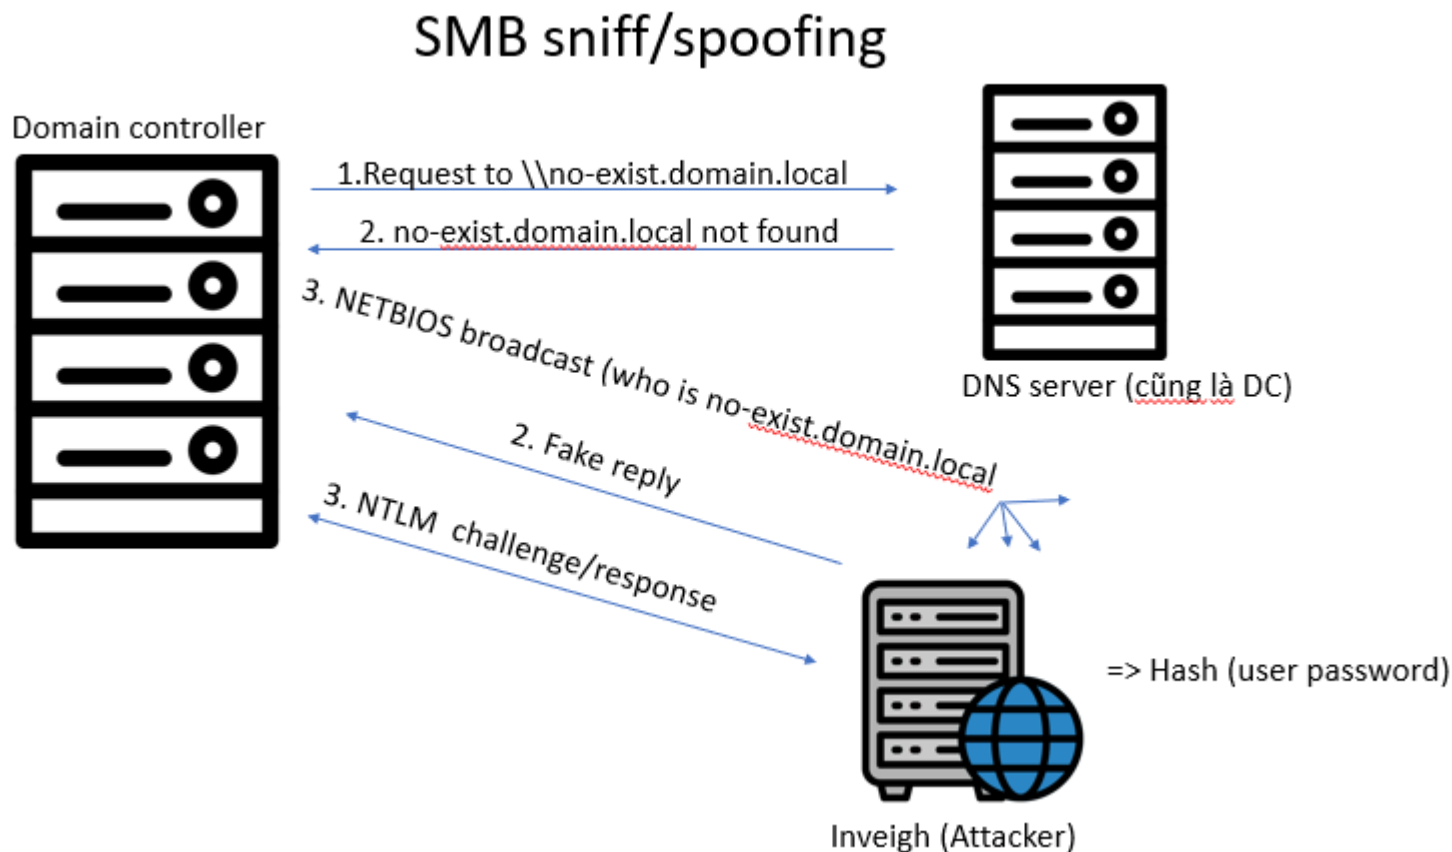 SMB sniff/spoofing
Domain controller
1.Request to \\no-exist.domain.local
2. no-exist.domain.local not found
3. NETBIOS broadcast (who is no-exist.domain.local
DNS server (cũng là DC)
2. Fake reply
3. NTLM  challenge/response
=> Hash (user password)
Inveigh (Attacker)